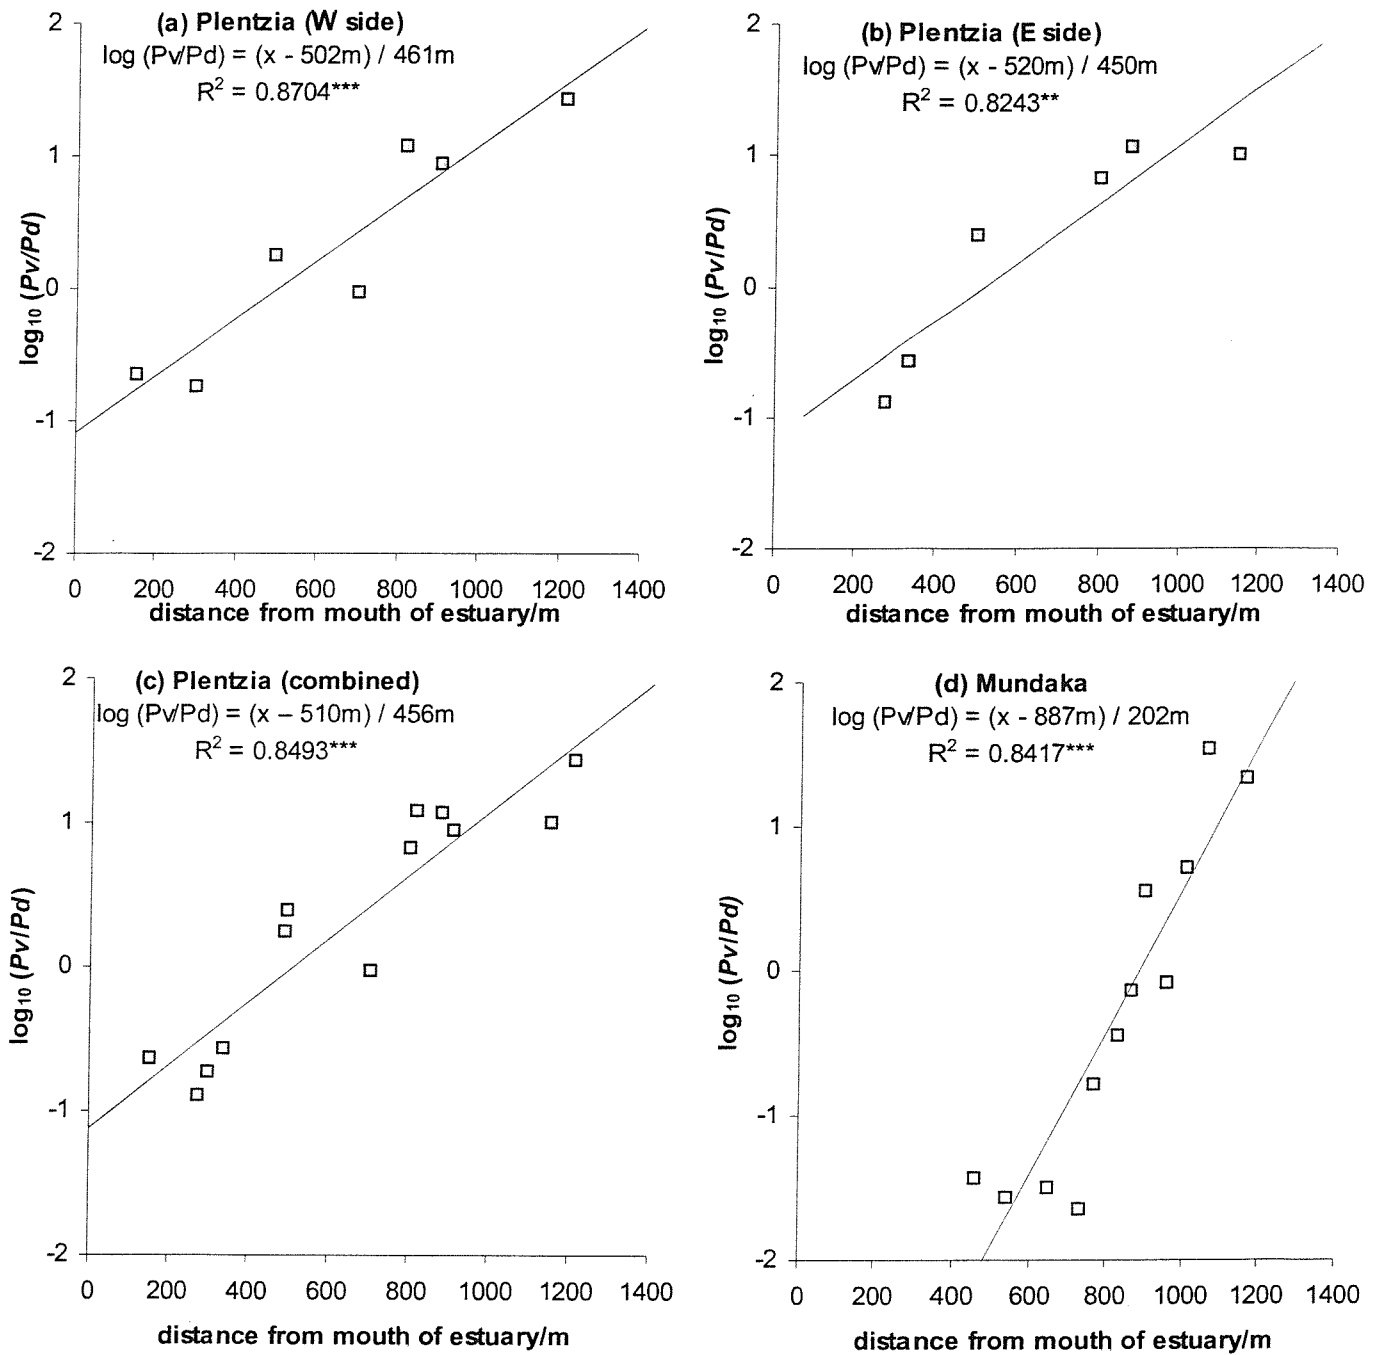 (a) Plentzia (W side)
log (Pv/Pd) = (x - 502m) / 461m
R² = 0.8704***
2
1
0
-1
-2
log₁₀ (Pv/Pd)
0 200 400 600 800 1000 1200 1400
distance from mouth of estuary/m
(b) Plentzia (E side)
log (Pv/Pd) = (x - 520m) / 450m
R² = 0.8243**
2
1
0
-1
-2
log₁₀ (Pv/Pd)
0 200 400 600 800 1000 1200 1400
distance from mouth of estuary/m
(c) Plentzia (combined)
log (Pv/Pd) = (x – 510m) / 456m
R² = 0.8493***
2
1
0
-1
-2
log₁₀ (Pv/Pd)
0 200 400 600 800 1000 1200 1400
distance from mouth of estuary/m
(d) Mundaka
log (Pv/Pd) = (x - 887m) / 202m
R² = 0.8417***
2
1
0
-1
-2
log₁₀ (Pv/Pd)
0 200 400 600 800 1000 1200 1400
distance from mouth of estuary/m